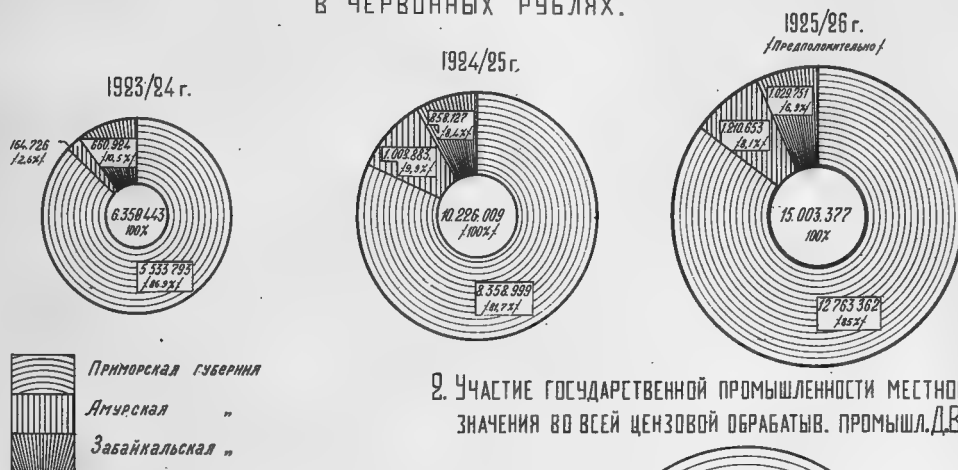 В ЧЕРВОННЫХ РУБЛЯХ.
1923/24 г.
164.726
/2,6%/
660.924
/10,5%/
6.358.443
100%
5 533 793
/86.9%/
1924/25 г.
858.127
/8,4%/
1.008.883
/9,9%/
10.226.009
/100%/
8.358.999
/81,7%/
1925/26 г.
/Предположительно/
1.029.751
/6,9%/
1.210.653
/8,1%/
15.003.377
100%
12 763 362
/85%/
Приморская губерния
Амурская „
Забайкальская „
2. Участие государственной промышленности местно
значения во всей цензовой обрабатыв. промышл. Д.В